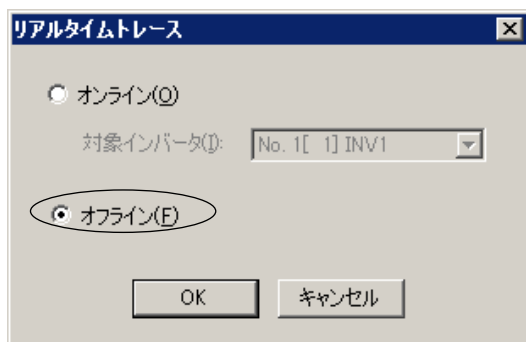 リアルタイムトレース
オンライン(O)
対象インバータ(I): No. 1[ 1] INV1
オフライン(F)
OK キャンセル